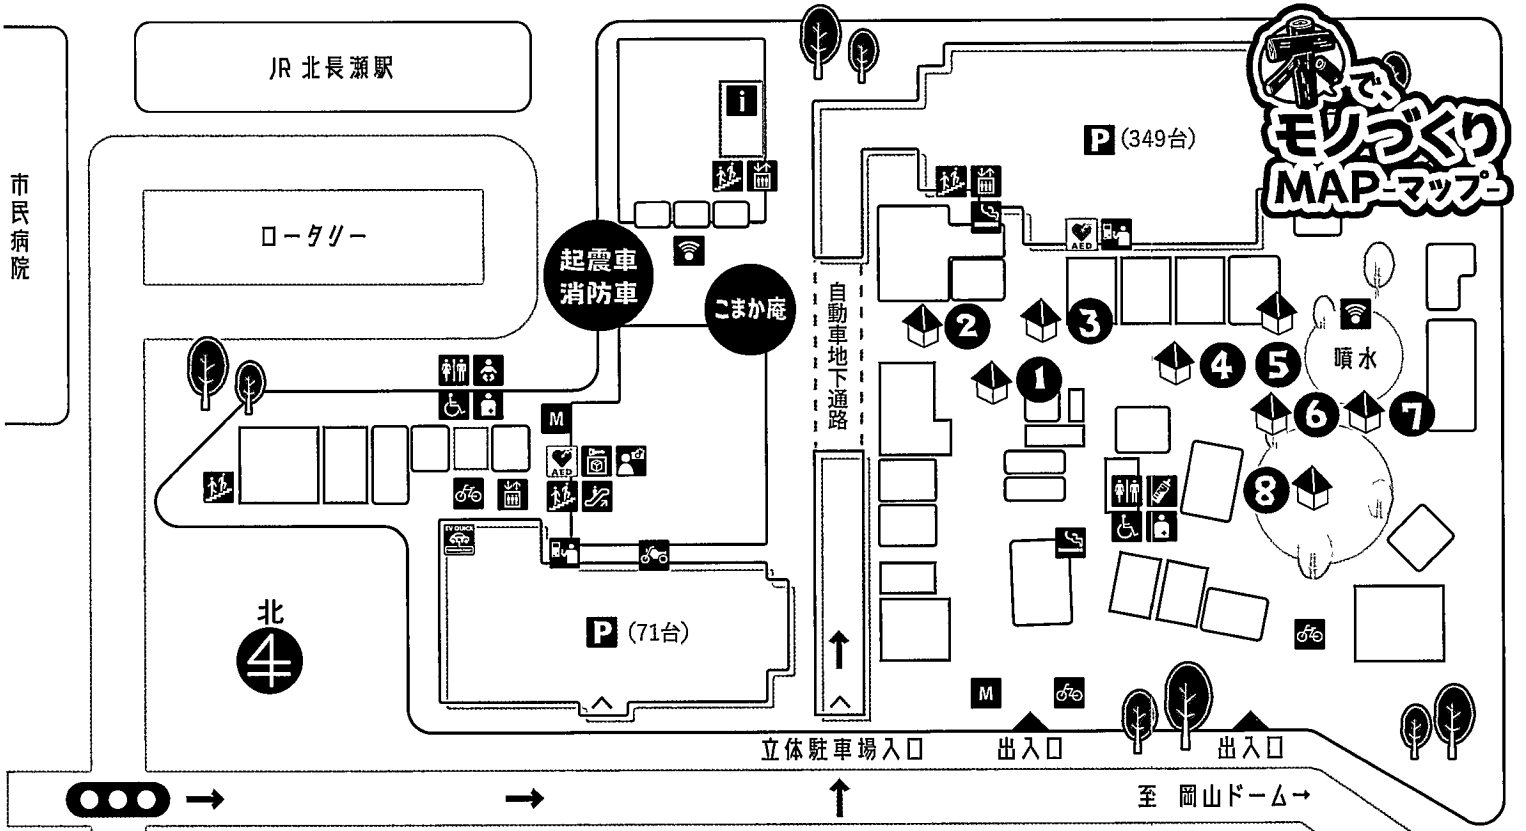 JR 北長瀬駅
市民病院
ロータリー
i
P (349台)
木で、
モノづくり
MAP-マップ-
AED
起震車
消防車
こまか庵
自動車地下通路
2
3
1
4
5
6
7
8
噴水
M
AED
EV QUICK
P (71台)
北
M
立体駐車場入口
出入口
出入口
至 岡山ドーム→